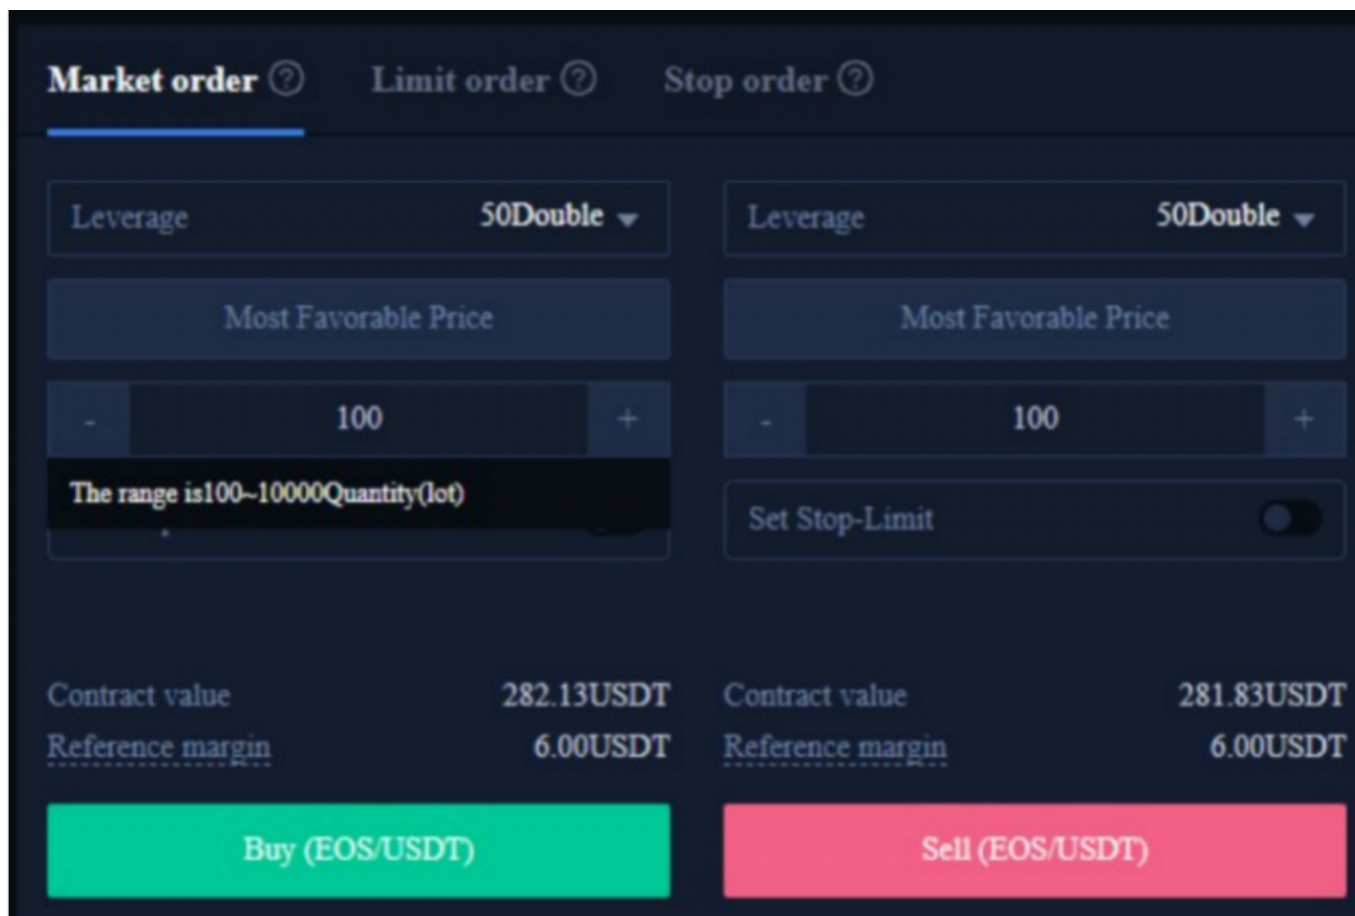 Market order ? Limit order ? Stop order ?
Leverage 50Double Leverage 50Double
Most Favorable Price Most Favorable Price
- 100 + - 100 +
The range is100~10000Quantity(lot)
Set Stop-Limit
Contract value 282.13USDT Contract value 281.83USDT
Reference margin 6.00USDT Reference margin 6.00USDT
Buy (EOS/USDT) Sell (EOS/USDT)